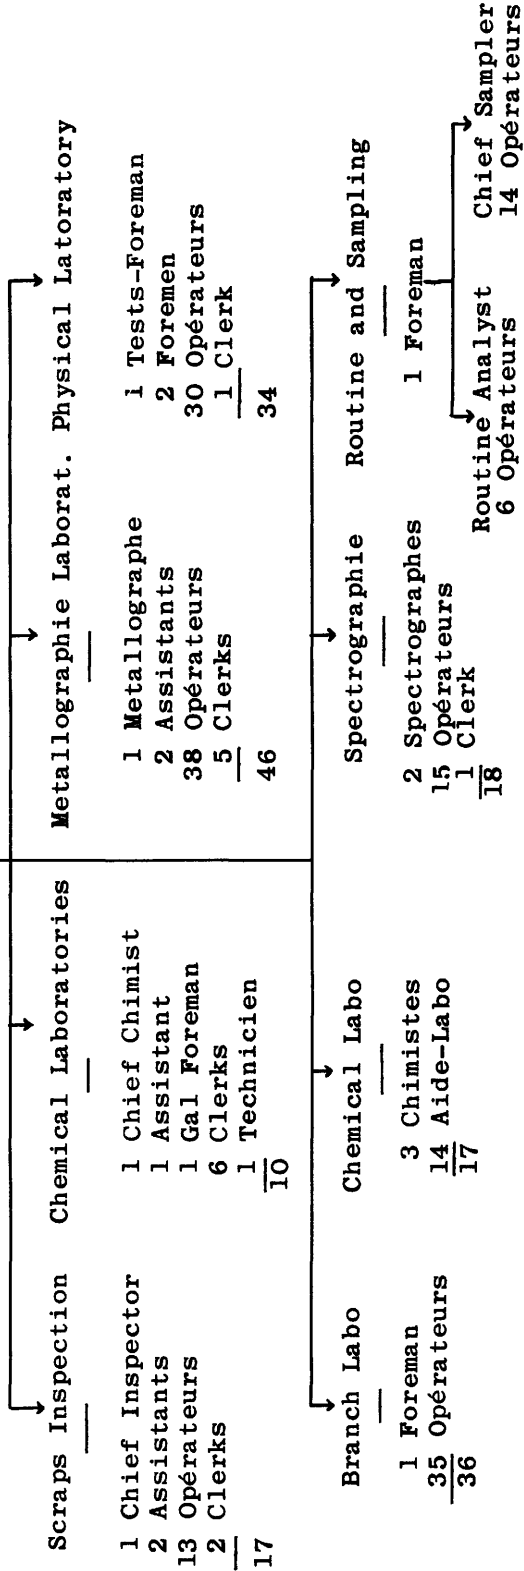 Scraps Inspection
1 Chief Inspector
2 Assistants
13 Opérateurs
2 Clerks
17
Chemical Laboratories
1 Chief Chimist
1 Assistant
1 Gal Foreman
6 Clerks
1 Technicien
10
Metallographie Laborat.
1 Metallographe
2 Assistants
38 Opérateurs
5 Clerks
46
Physical Latoratory
1 Tests-Foreman
2 Foremen
30 Opérateurs
1 Clerk
34
Branch Labo
1 Foreman
35 Opérateurs
36
Chemical Labo
3 Chimistes
14 Aide-Labo
17
Spectrographie
2 Spectrographes
15 Opérateurs
1 Clerk
18
Routine and Sampling
1 Foreman
Routine Analyst
6 Opérateurs
Chief Sampler
14 Opérateurs